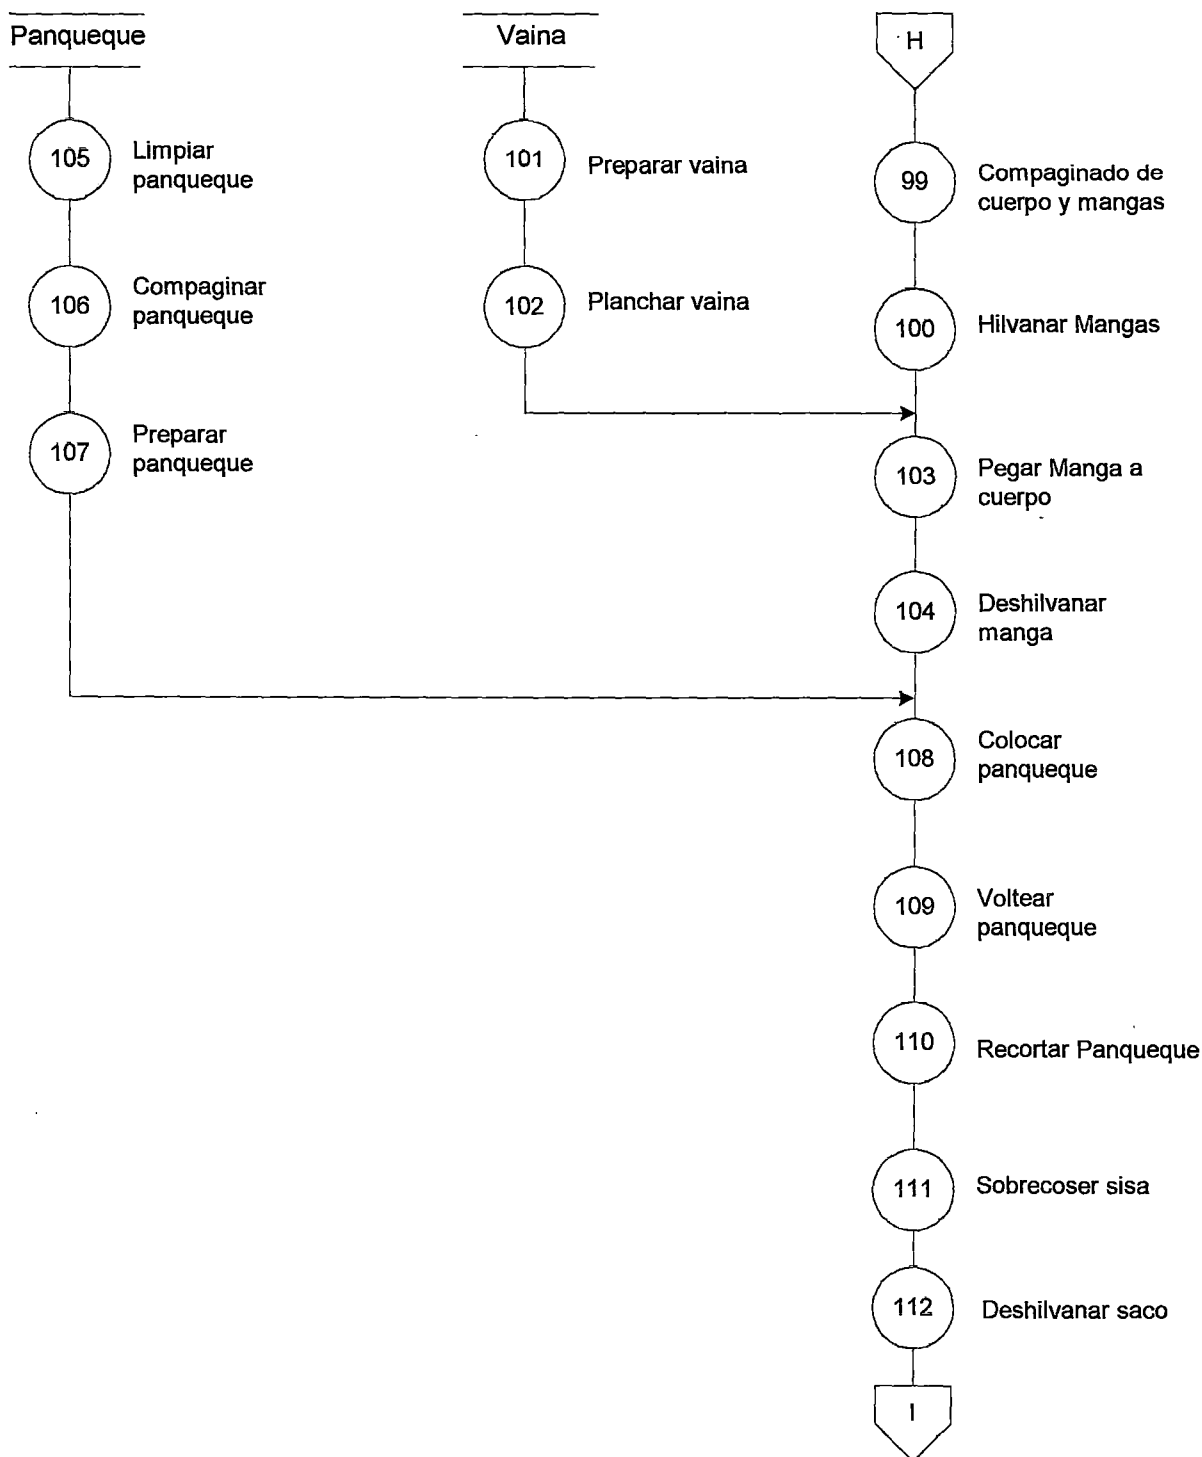 Panqueque
105
Limpiar
panqueque
106
Compaginar
panqueque
107
Preparar
panqueque
Vaina
101
Preparar vaina
102
Planchar vaina
H
99
Compaginado de
cuerpo y mangas
100
Hilvanar Mangas
103
Pegar Manga a
cuerpo
104
Deshilvanar
manga
108
Colocar
panqueque
109
Voltear
panqueque
110
Recortar Panqueque
111
Sobrecoser sisa
112
Deshilvanar saco
I